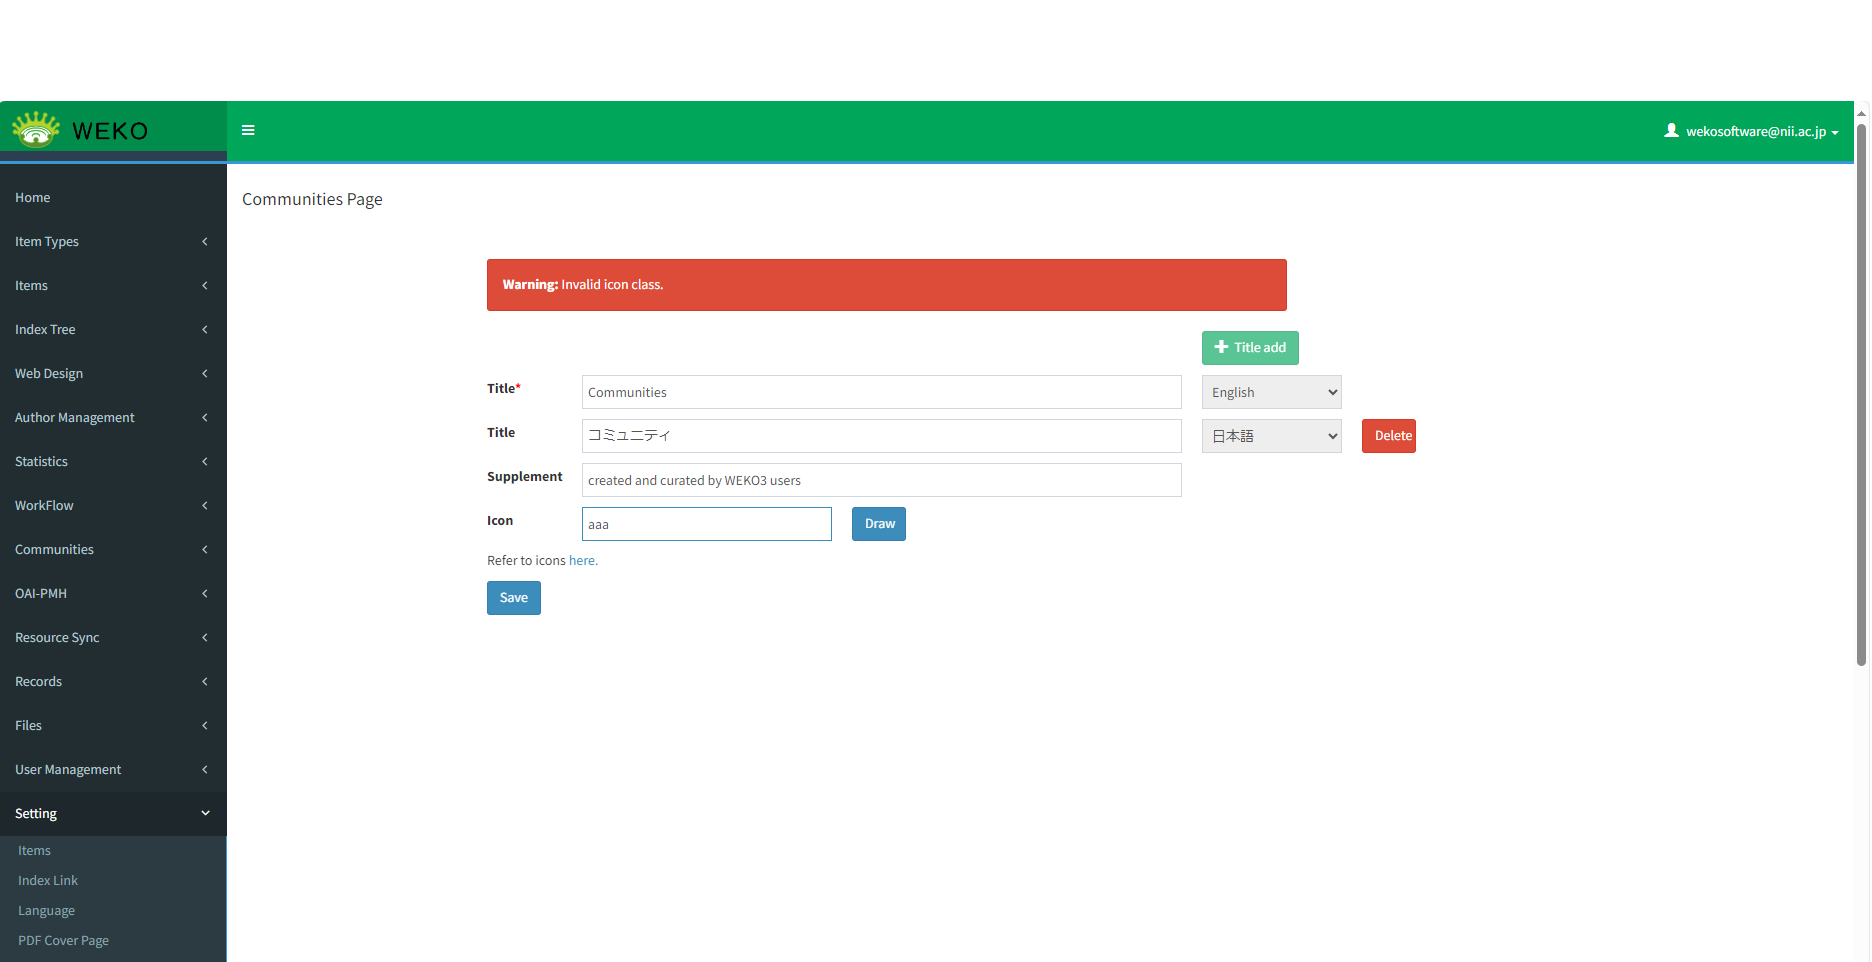 WEKO
wekosoftware@nii.ac.jp
Home
Item Types
Items
Index Tree
Web Design
Author Management
Statistics
WorkFlow
Communities
OAI-PMH
Resource Sync
Records
Files
User Management
Setting
Items
Index Link
Language
PDF Cover Page
Communities Page
Warning: Invalid icon class.
Title add
Title* Communities English
Title コミュニティ 日本語 Delete
Supplement created and curated by WEKO3 users
Icon aaa Draw
Refer to icons here.
Save